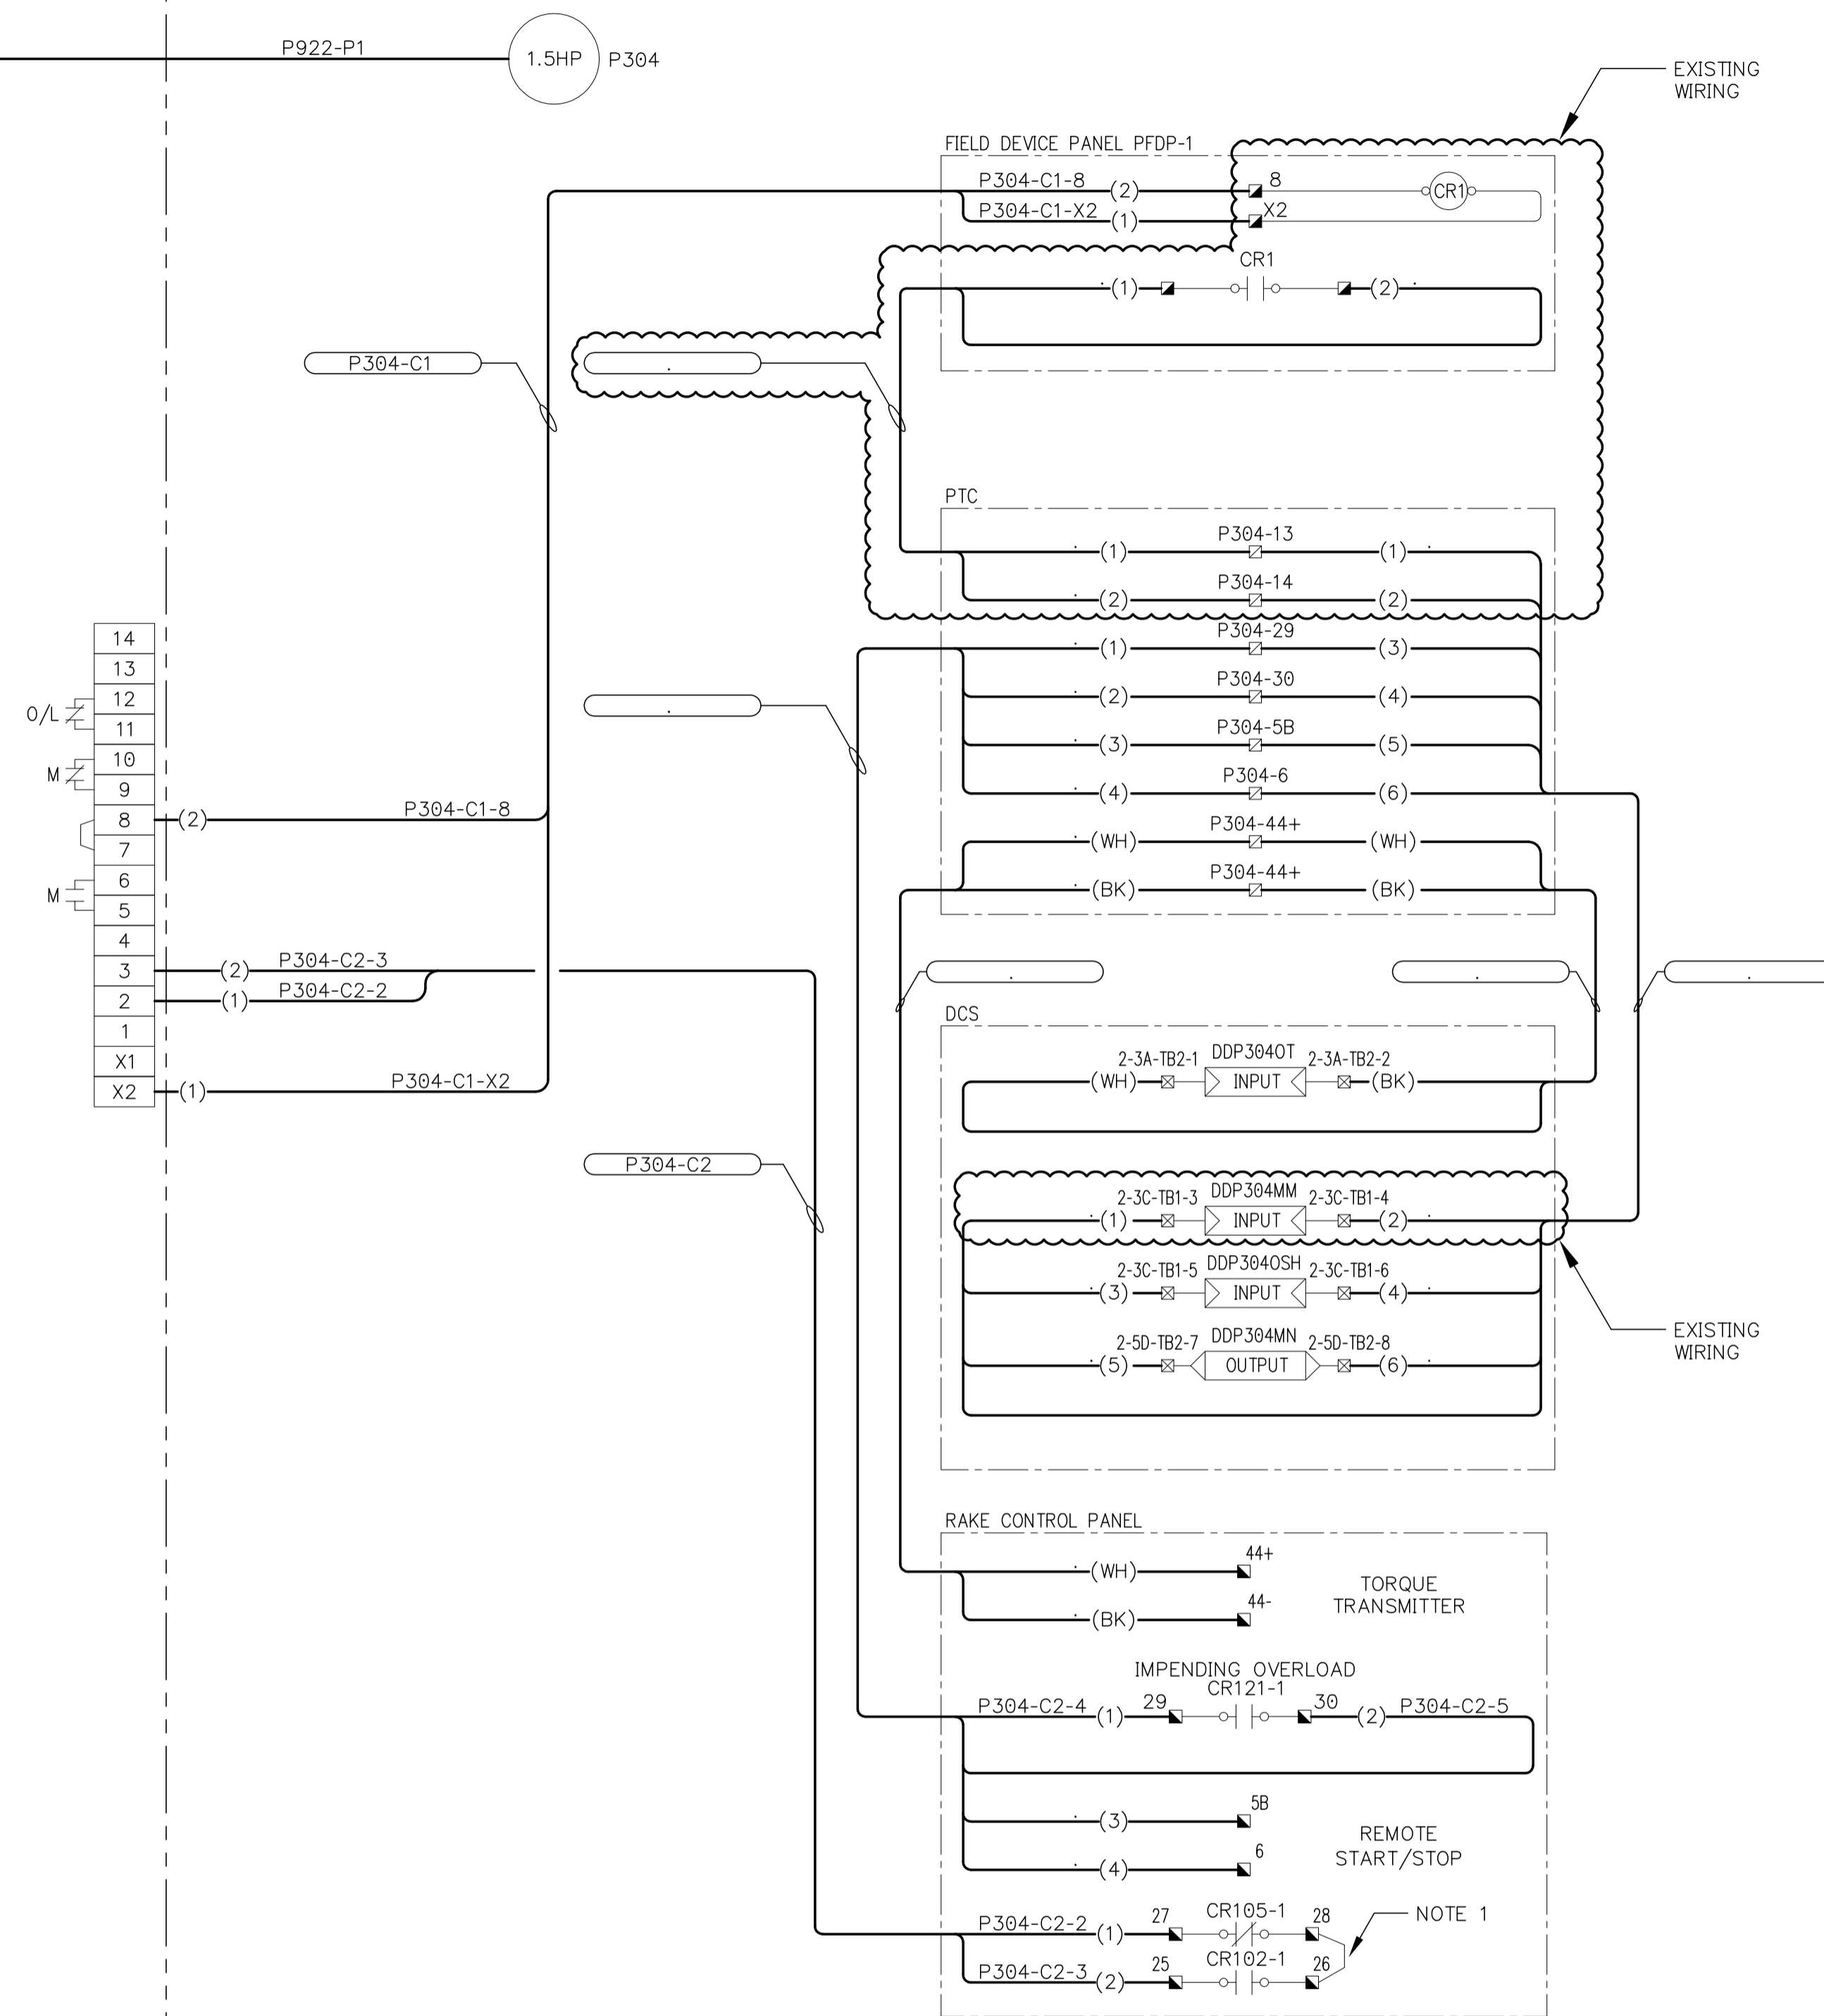 P922-P1
1.5HP
P304
EXISTING
WIRING
FIELD DEVICE PANEL PFDP-1
P304-C1-8
(2)
8
CR1
P304-C1-X2
(1)
X2
CR1
(1)
(2)
P304-C1
PTC
P304-13
(1)
(1)
P304-14
(2)
(2)
P304-29
(1)
(3)
P304-30
(2)
(4)
P304-5B
(3)
(5)
P304-6
(4)
(6)
P304-44+
(WH)
(WH)
P304-44+
(BK)
(BK)
14
13
12
O/L
11
10
M
9
8
(2)
P304-C1-8
7
6
M
5
4
3
(2)
P304-C2-3
2
(1)
P304-C2-2
1
X1
X2
(1)
P304-C1-X2
P304-C2
DCS
2-3A-TB2-1
DDP304OT
2-3A-TB2-2
(WH)
INPUT
(BK)
2-3C-TB1-3
DDP304MM
2-3C-TB1-4
(1)
INPUT
(2)
2-3C-TB1-5
DDP304OSH
2-3C-TB1-6
(3)
INPUT
(4)
2-5D-TB2-7
DDP304MN
2-5D-TB2-8
(5)
OUTPUT
(6)
EXISTING
WIRING
RAKE CONTROL PANEL
44+
(WH)
44-
(BK)
TORQUE
TRANSMITTER
IMPENDING OVERLOAD
CR121-1
P304-C2-4
(1)
29
30
(2)
P304-C2-5
5B
(3)
6
(4)
REMOTE
START/STOP
P304-C2-2
(1)
27
CR105-1
28
NOTE 1
P304-C2-3
(2)
25
CR102-1
26